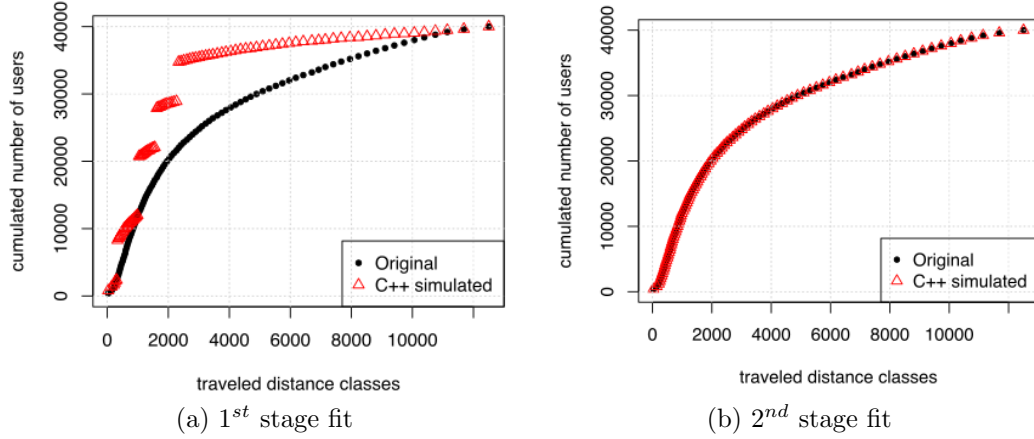 cumulated number of users
40000
30000
20000
10000
0
Original
C++ simulated
0 2000 4000 6000 8000 10000
traveled distance classes
(a) 1st stage fit
cumulated number of users
40000
30000
20000
10000
0
Original
C++ simulated
0 2000 4000 6000 8000 10000
traveled distance classes
(b) 2nd stage fit